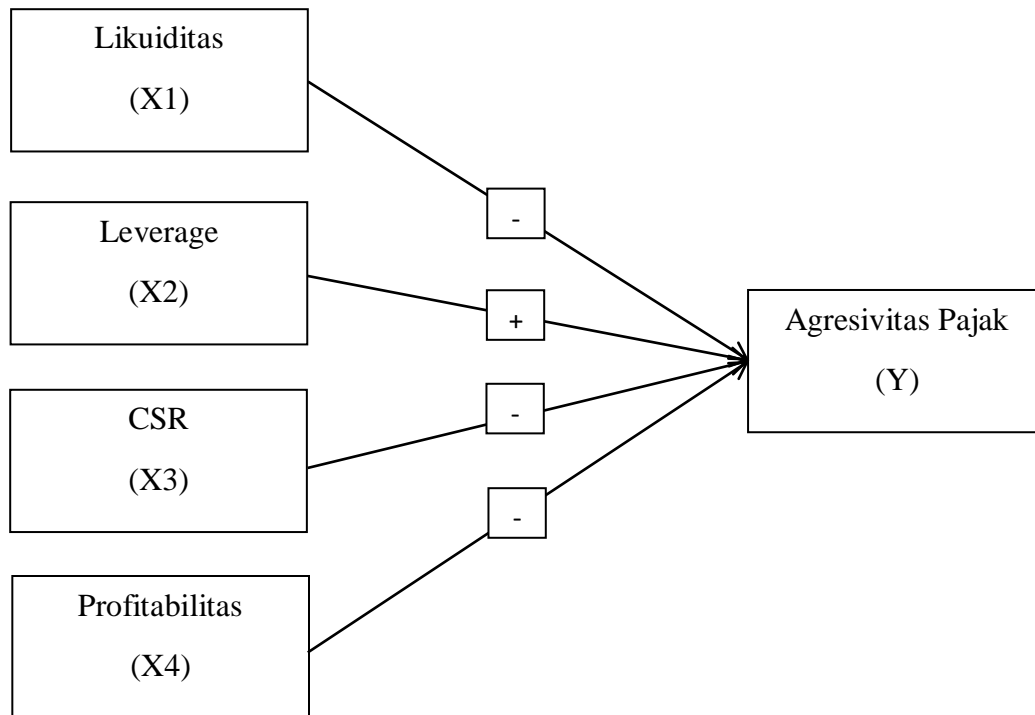 Likuiditas
(X1)
-
Leverage
(X2)
+
Agresivitas Pajak
(Y)
CSR
(X3)
-
Profitabilitas
(X4)
-